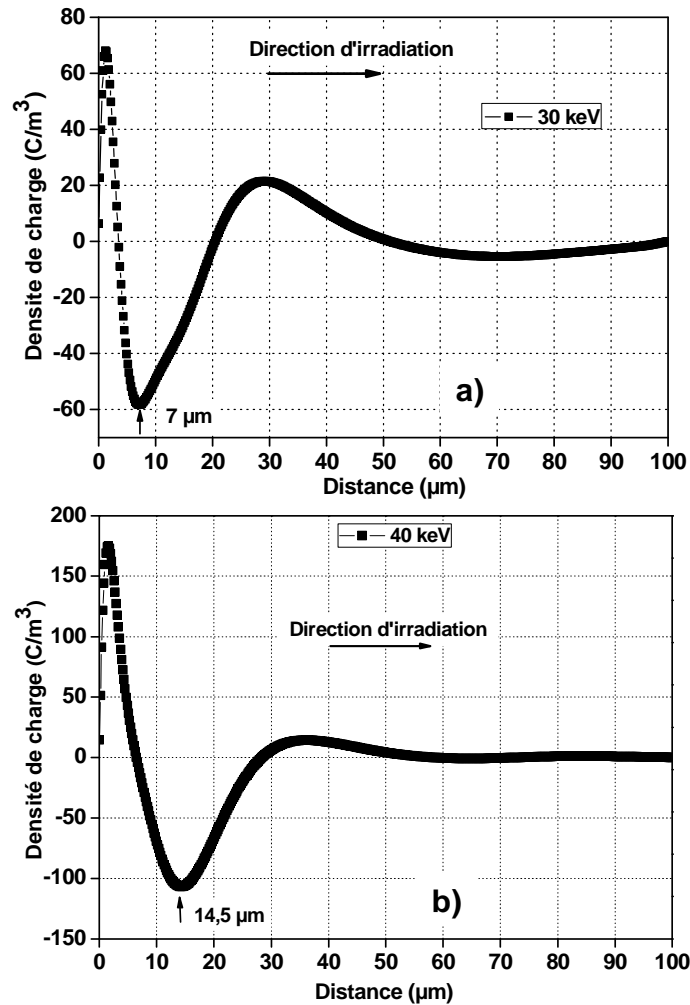 80
60
40
20
0
-20
-40
-60
Densite de charge (C/m³)
Direction d'irradiation
30 keV
a)
7 µm
0 10 20 30 40 50 60 70 80 90 100
Distance (µm)
200
150
100
50
0
-50
-100
-150
Densité de charge (C/m³)
40 keV
Direction d'irradiation
b)
14,5 µm
0 10 20 30 40 50 60 70 80 90 100
Distance (µm)